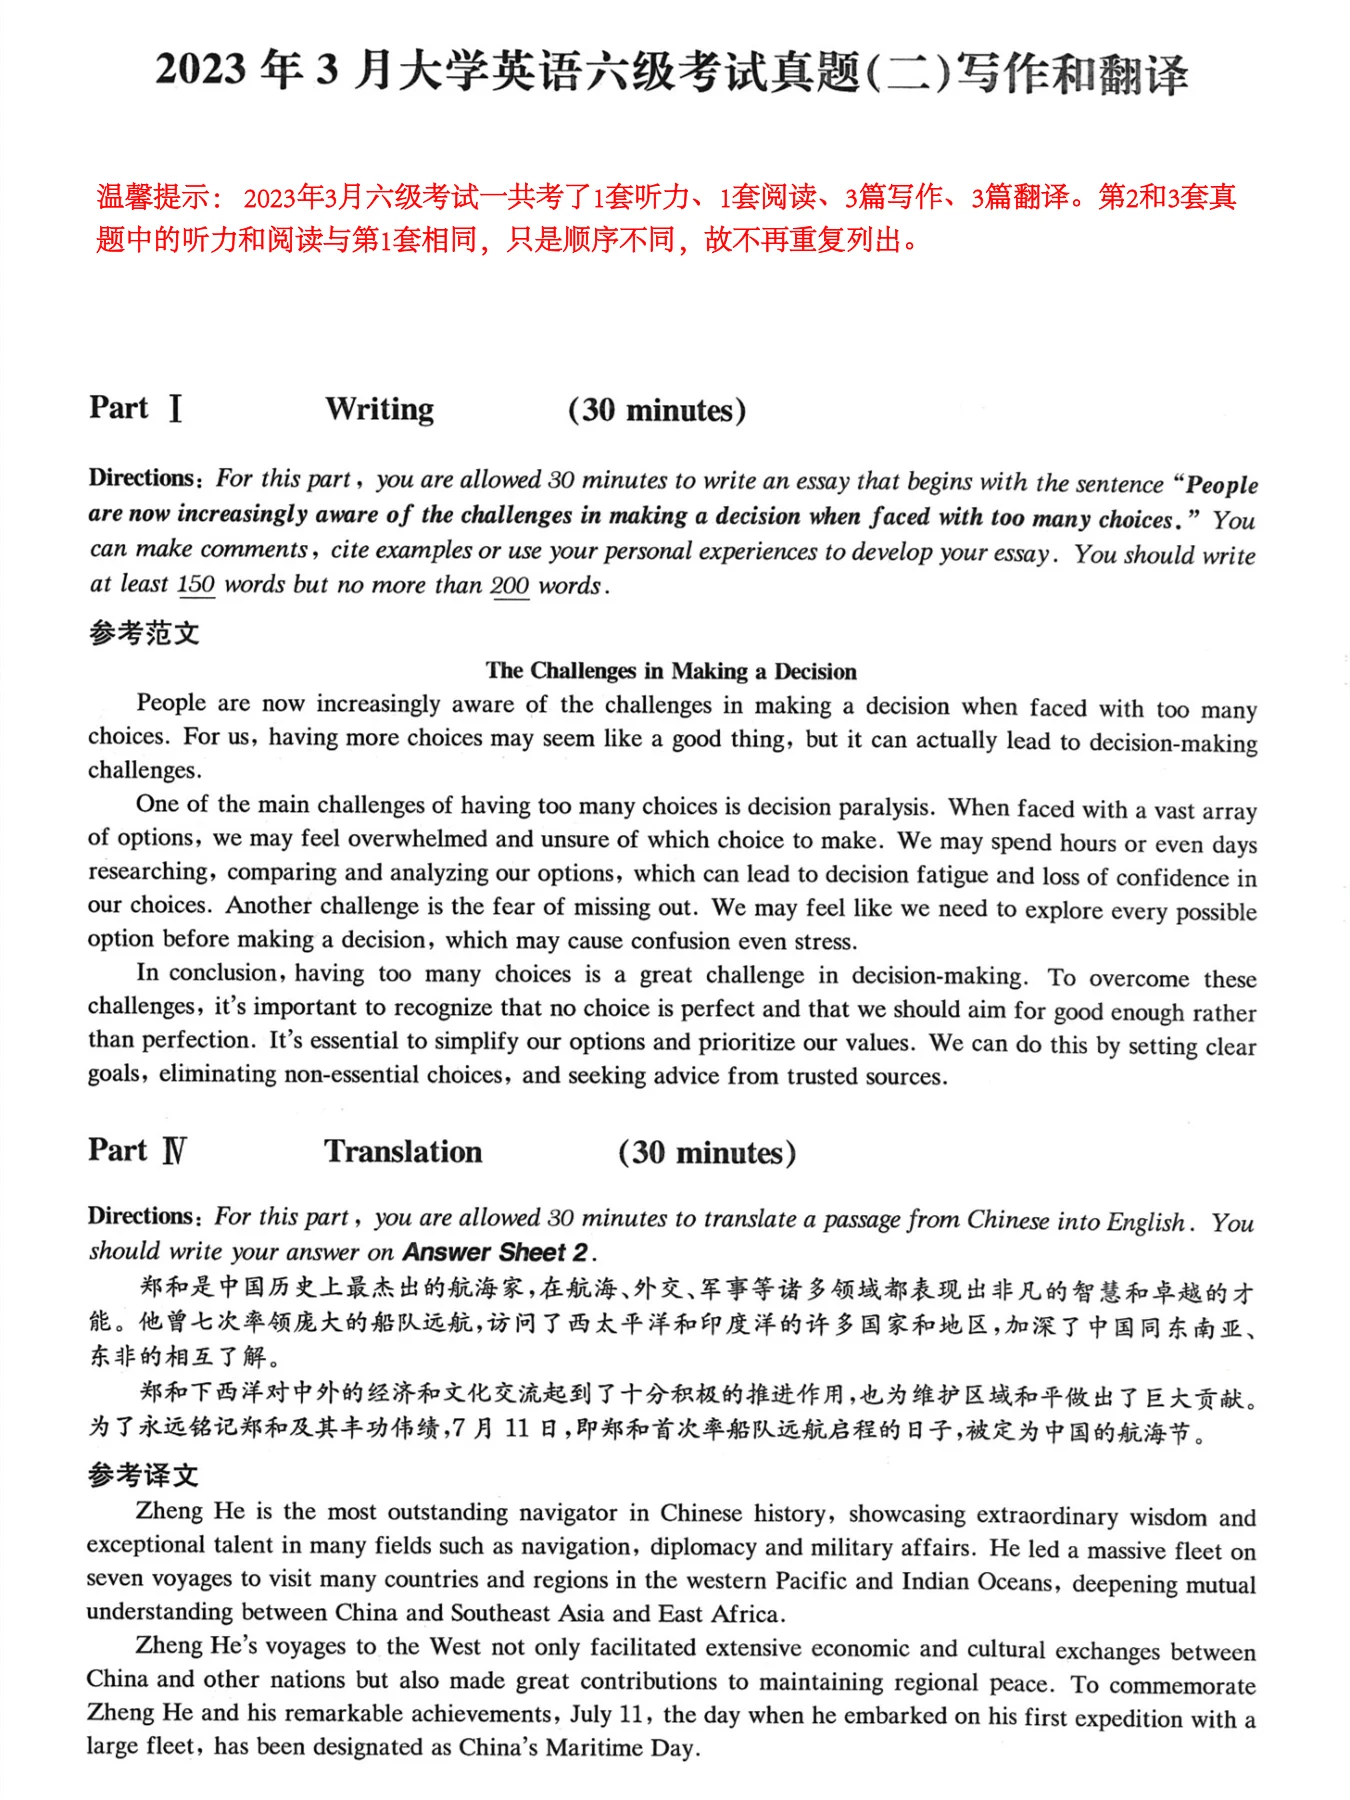 2023 年 3 月大学英语六级考试真题(二)写作和翻译
温馨提示： 2023年3月六级考试一共考了1套听力、1套阅读、3篇写作、3篇翻译。第2和3套真
题中的听力和阅读与第1套相同，只是顺序不同，故不再重复列出。
Part Ⅰ Writing (30 minutes)
Directions: For this part, you are allowed 30 minutes to write an essay that begins with the sentence “People
are now increasingly aware of the challenges in making a decision when faced with too many choices.” You
can make comments, cite examples or use your personal experiences to develop your essay. You should write
at least 150 words but no more than 200 words.
参考范文
The Challenges in Making a Decision
People are now increasingly aware of the challenges in making a decision when faced with too many
choices. For us, having more choices may seem like a good thing, but it can actually lead to decision-making
challenges.
One of the main challenges of having too many choices is decision paralysis. When faced with a vast array
of options, we may feel overwhelmed and unsure of which choice to make. We may spend hours or even days
researching, comparing and analyzing our options, which can lead to decision fatigue and loss of confidence in
our choices. Another challenge is the fear of missing out. We may feel like we need to explore every possible
option before making a decision, which may cause confusion even stress.
In conclusion, having too many choices is a great challenge in decision-making. To overcome these
challenges, it’s important to recognize that no choice is perfect and that we should aim for good enough rather
than perfection. It’s essential to simplify our options and prioritize our values. We can do this by setting clear
goals, eliminating non-essential choices, and seeking advice from trusted sources.
Part Ⅳ Translation (30 minutes)
Directions: For this part, you are allowed 30 minutes to translate a passage from Chinese into English. You
should write your answer on Answer Sheet 2.
郑和是中国历史上最杰出的航海家,在航海、外交、军事等诸多领域都表现出非凡的智慧和卓越的才
能。他曾七次率领庞大的船队远航,访问了西太平洋和印度洋的许多国家和地区,加深了中国同东南亚、
东非的相互了解。
郑和下西洋对中外的经济和文化交流起到了十分积极的推进作用,也为维护区域和平做出了巨大贡献。
为了永远铭记郑和及其丰功伟绩,7 月 11 日,即郑和首次率船队远航启程的日子,被定为中国的航海节。
参考译文
Zheng He is the most outstanding navigator in Chinese history, showcasing extraordinary wisdom and
exceptional talent in many fields such as navigation, diplomacy and military affairs. He led a massive fleet on
seven voyages to visit many countries and regions in the western Pacific and Indian Oceans, deepening mutual
understanding between China and Southeast Asia and East Africa.
Zheng He’s voyages to the West not only facilitated extensive economic and cultural exchanges between
China and other nations but also made great contributions to maintaining regional peace. To commemorate
Zheng He and his remarkable achievements, July 11, the day when he embarked on his first expedition with a
large fleet, has been designated as China’s Maritime Day.